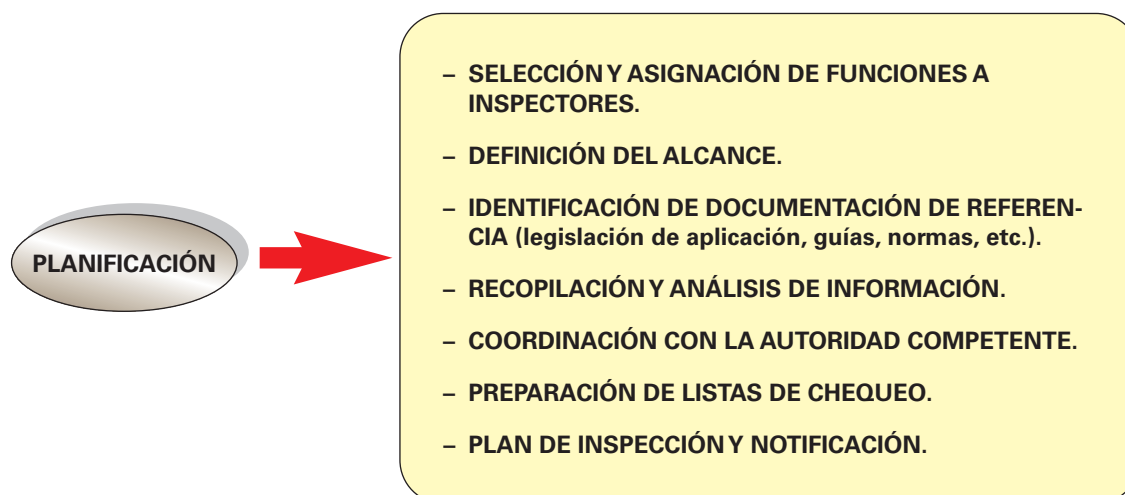 PLANIFICACIÓN
– SELECCIÓN Y ASIGNACIÓN DE FUNCIONES A
INSPECTORES.
– DEFINICIÓN DEL ALCANCE.
– IDENTIFICACIÓN DE DOCUMENTACIÓN DE REFEREN-
CIA (legislación de aplicación, guías, normas, etc.).
– RECOPILACIÓN Y ANÁLISIS DE INFORMACIÓN.
– COORDINACIÓN CON LA AUTORIDAD COMPETENTE.
– PREPARACIÓN DE LISTAS DE CHEQUEO.
– PLAN DE INSPECCIÓN Y NOTIFICACIÓN.